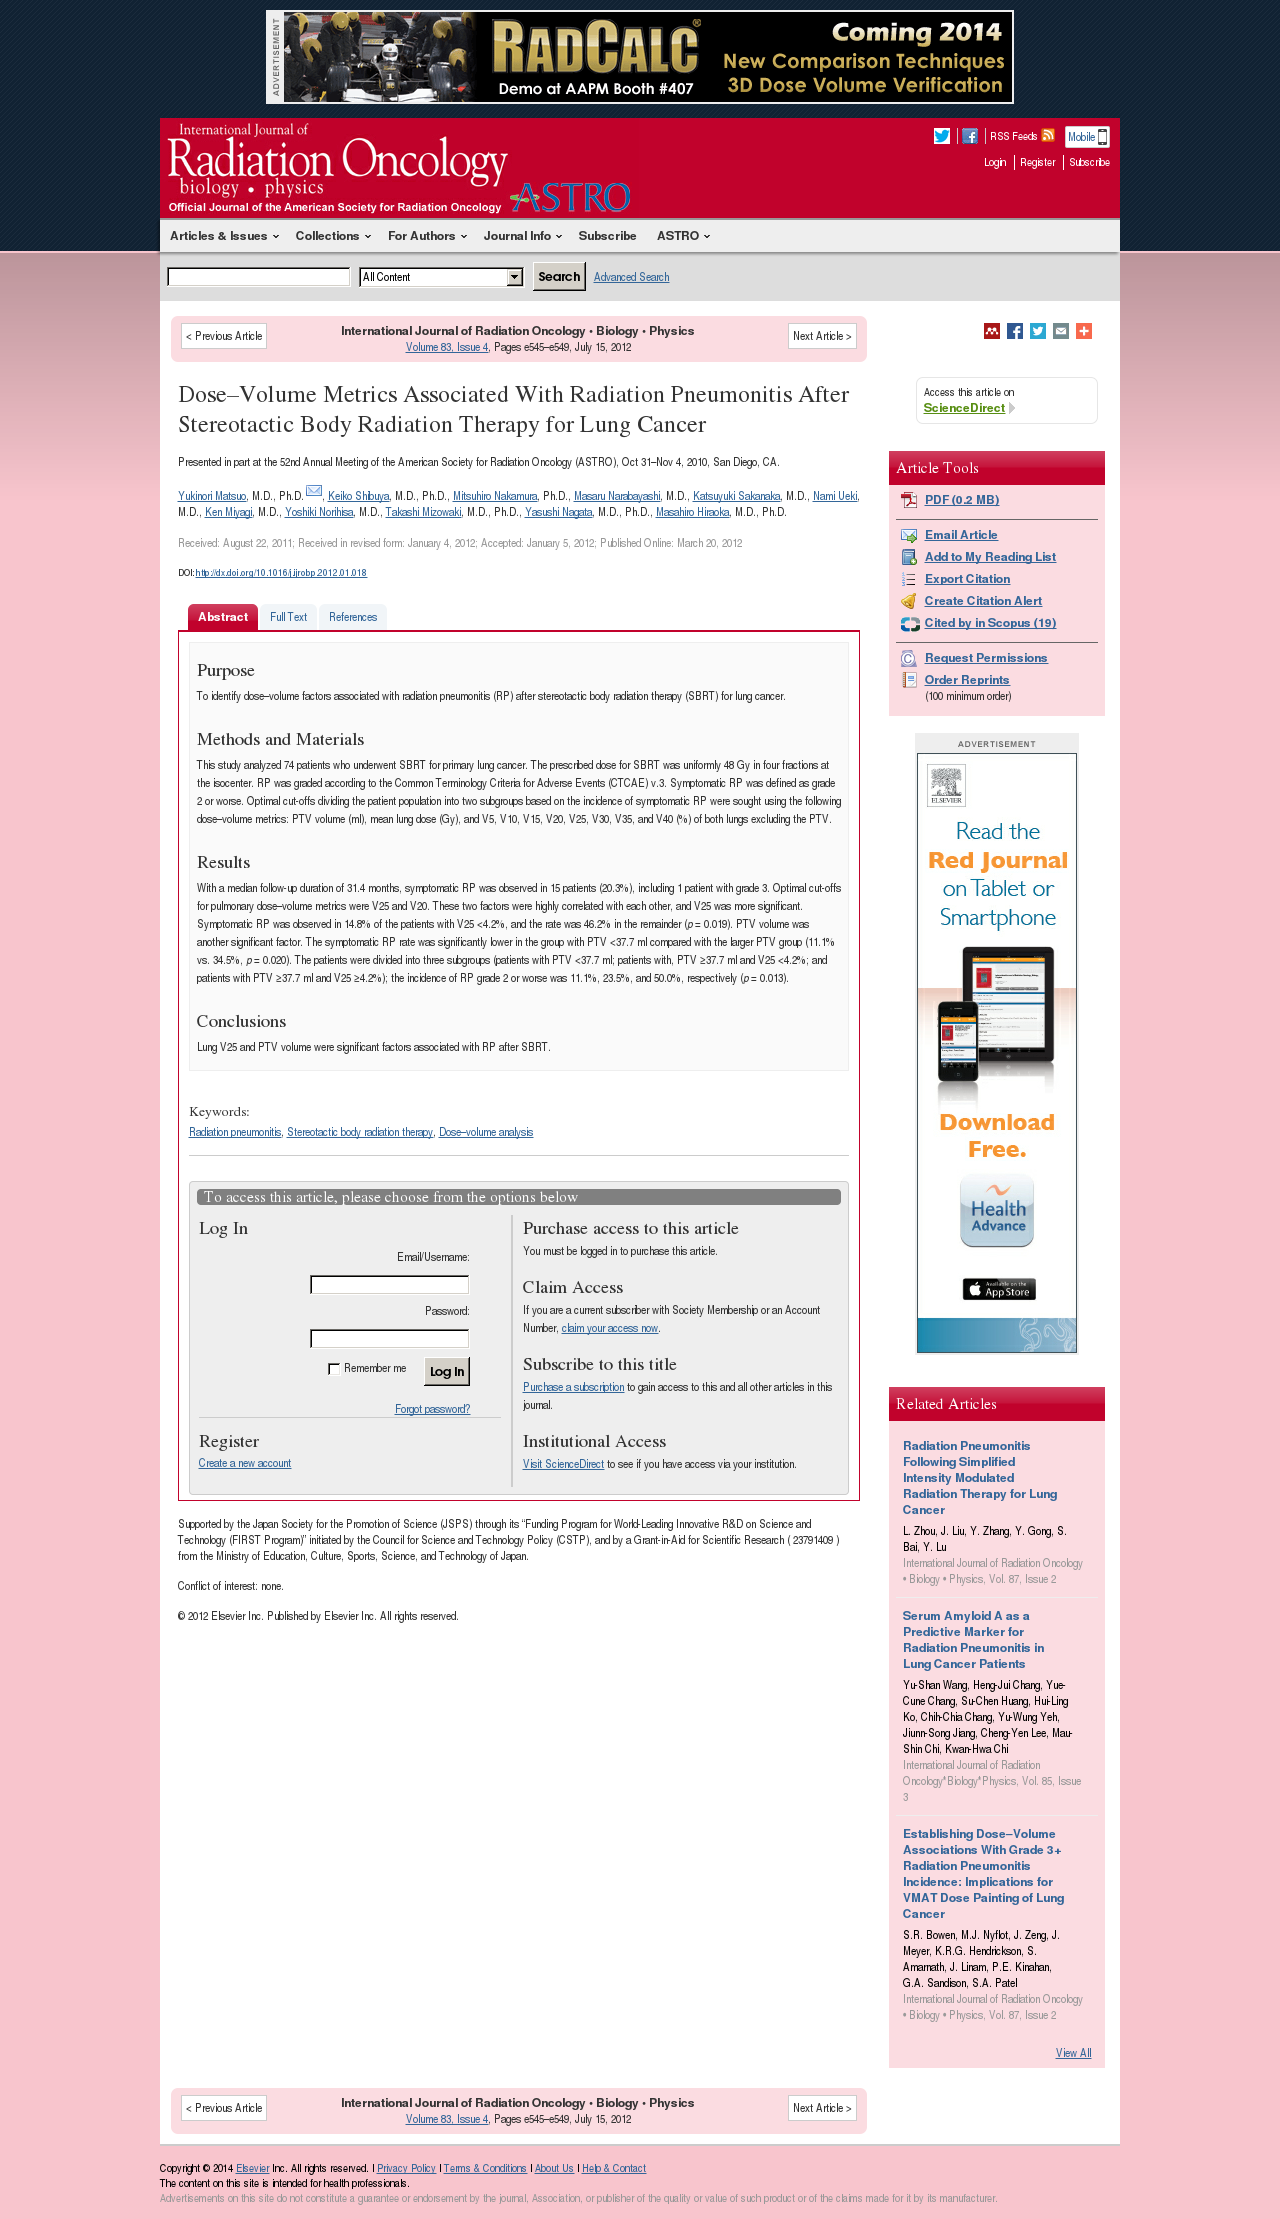 ADVERTISEMENT
RADCALC®
Demo at AAPM Booth #407
Coming 2014
New Comparison Techniques
3D Dose Volume Verification
International Journal of
Radiation Oncology
biology • physics
ASTRO
Official Journal of the American Society for Radiation Oncology
RSS Feeds
Mobile
Login
Register
Subscribe
Articles & Issues
Collections
For Authors
Journal Info
Subscribe
ASTRO
All Content
Search
Advanced Search
< Previous Article
International Journal of Radiation Oncology • Biology • Physics
Volume 83, Issue 4, Pages e545–e549, July 15, 2012
Next Article >
Dose–Volume Metrics Associated With Radiation Pneumonitis After
Stereotactic Body Radiation Therapy for Lung Cancer
Presented in part at the 52nd Annual Meeting of the American Society for Radiation Oncology (ASTRO), Oct 31–Nov 4, 2010, San Diego, CA.
Yukinori Matsuo, M.D., Ph.D. , Keiko Shibuya, M.D., Ph.D., Mitsuhiro Nakamura, Ph.D., Masaru Narabayashi, M.D., Katsuyuki Sakanaka, M.D., Nami Ueki,
M.D., Ken Miyagi, M.D., Yoshiki Norihisa, M.D., Takashi Mizowaki, M.D., Ph.D., Yasushi Nagata, M.D., Ph.D., Masahiro Hiraoka, M.D., Ph.D.
Received: August 22, 2011; Received in revised form: January 4, 2012; Accepted: January 5, 2012; Published Online: March 20, 2012
DOI: http://dx.doi.org/10.1016/j.ijrobp.2012.01.018
Abstract
Full Text
References
Purpose
To identify dose–volume factors associated with radiation pneumonitis (RP) after stereotactic body radiation therapy (SBRT) for lung cancer.
Methods and Materials
This study analyzed 74 patients who underwent SBRT for primary lung cancer. The prescribed dose for SBRT was uniformly 48 Gy in four fractions at
the isocenter. RP was graded according to the Common Terminology Criteria for Adverse Events (CTCAE) v.3. Symptomatic RP was defined as grade
2 or worse. Optimal cut-offs dividing the patient population into two subgroups based on the incidence of symptomatic RP were sought using the following
dose–volume metrics: PTV volume (ml), mean lung dose (Gy), and V5, V10, V15, V20, V25, V30, V35, and V40 (%) of both lungs excluding the PTV.
Results
With a median follow-up duration of 31.4 months, symptomatic RP was observed in 15 patients (20.3%), including 1 patient with grade 3. Optimal cut-offs
for pulmonary dose–volume metrics were V25 and V20. These two factors were highly correlated with each other, and V25 was more significant.
Symptomatic RP was observed in 14.8% of the patients with V25 <4.2%, and the rate was 46.2% in the remainder (p = 0.019). PTV volume was
another significant factor. The symptomatic RP rate was significantly lower in the group with PTV <37.7 ml compared with the larger PTV group (11.1%
vs. 34.5%, p = 0.020). The patients were divided into three subgroups (patients with PTV <37.7 ml; patients with, PTV ≥37.7 ml and V25 <4.2%; and
patients with PTV ≥37.7 ml and V25 ≥4.2%); the incidence of RP grade 2 or worse was 11.1%, 23.5%, and 50.0%, respectively (p = 0.013).
Conclusions
Lung V25 and PTV volume were significant factors associated with RP after SBRT.
Keywords:
Radiation pneumonitis, Stereotactic body radiation therapy, Dose–volume analysis
To access this article, please choose from the options below
Log In
Email/Username:
Password:
Remember me
Log In
Forgot password?
Register
Create a new account
Purchase access to this article
You must be logged in to purchase this article.
Claim Access
If you are a current subscriber with Society Membership or an Account
Number, claim your access now.
Subscribe to this title
Purchase a subscription to gain access to this and all other articles in this
journal.
Institutional Access
Visit ScienceDirect to see if you have access via your institution.
Supported by the Japan Society for the Promotion of Science (JSPS) through its “Funding Program for World-Leading Innovative R&D on Science and
Technology (FIRST Program)” initiated by the Council for Science and Technology Policy (CSTP), and by a Grant-in-Aid for Scientific Research ( 23791409 )
from the Ministry of Education, Culture, Sports, Science, and Technology of Japan.
Conflict of interest: none.
© 2012 Elsevier Inc. Published by Elsevier Inc. All rights reserved.
Access this article on
ScienceDirect
Article Tools
PDF (0.2 MB)
Email Article
Add to My Reading List
Export Citation
Create Citation Alert
Cited by in Scopus (19)
Request Permissions
Order Reprints
(100 minimum order)
ADVERTISEMENT
ELSEVIER
Read the
Red Journal
on Tablet or
Smartphone
Download
Free.
Health
Advance
Available on the
App Store
Related Articles
Radiation Pneumonitis
Following Simplified
Intensity Modulated
Radiation Therapy for Lung
Cancer
L. Zhou, J. Liu, Y. Zhang, Y. Gong, S.
Bai, Y. Lu
International Journal of Radiation Oncology
• Biology • Physics, Vol. 87, Issue 2
Serum Amyloid A as a
Predictive Marker for
Radiation Pneumonitis in
Lung Cancer Patients
Yu-Shan Wang, Heng-Jui Chang, Yue-
Cune Chang, Su-Chen Huang, Hui-Ling
Ko, Chih-Chia Chang, Yu-Wung Yeh,
Jiunn-Song Jiang, Cheng-Yen Lee, Mau-
Shin Chi, Kwan-Hwa Chi
International Journal of Radiation
Oncology*Biology*Physics, Vol. 85, Issue
3
Establishing Dose–Volume
Associations With Grade 3+
Radiation Pneumonitis
Incidence: Implications for
VMAT Dose Painting of Lung
Cancer
S.R. Bowen, M.J. Nyflot, J. Zeng, J.
Meyer, K.R.G. Hendrickson, S.
Amarnath, J. Linam, P.E. Kinahan,
G.A. Sandison, S.A. Patel
International Journal of Radiation Oncology
• Biology • Physics, Vol. 87, Issue 2
View All
< Previous Article
International Journal of Radiation Oncology • Biology • Physics
Volume 83, Issue 4, Pages e545–e549, July 15, 2012
Next Article >
Copyright © 2014 Elsevier Inc. All rights reserved. | Privacy Policy | Terms & Conditions | About Us | Help & Contact
The content on this site is intended for health professionals.
Advertisements on this site do not constitute a guarantee or endorsement by the journal, Association, or publisher of the quality or value of such product or of the claims made for it by its manufacturer.